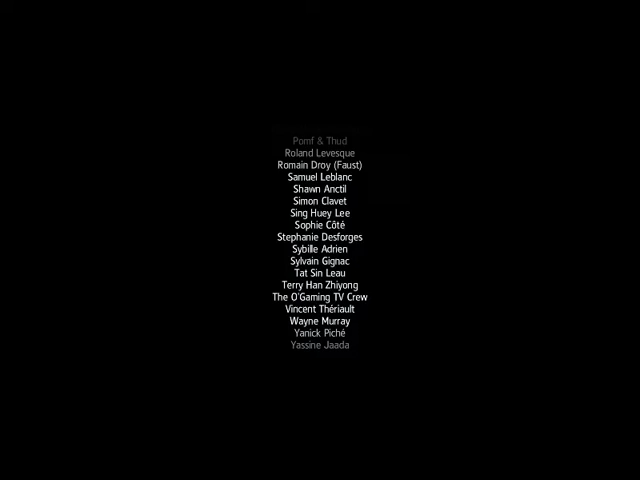 Pomf & Thud
Roland Levesque
Romain Droy (Faust)
Samuel Leblanc
Shawn Anctil
Simon Clavet
Sing Huey Lee
Sophie Côté
Stephanie Desforges
Sybille Adrien
Sylvain Gignac
Tat Sin Leau
Terry Han Zhiyong
The O'Gaming TV Crew
Vincent Thériault
Wayne Murray
Yanick Piché
Yassine Jaada